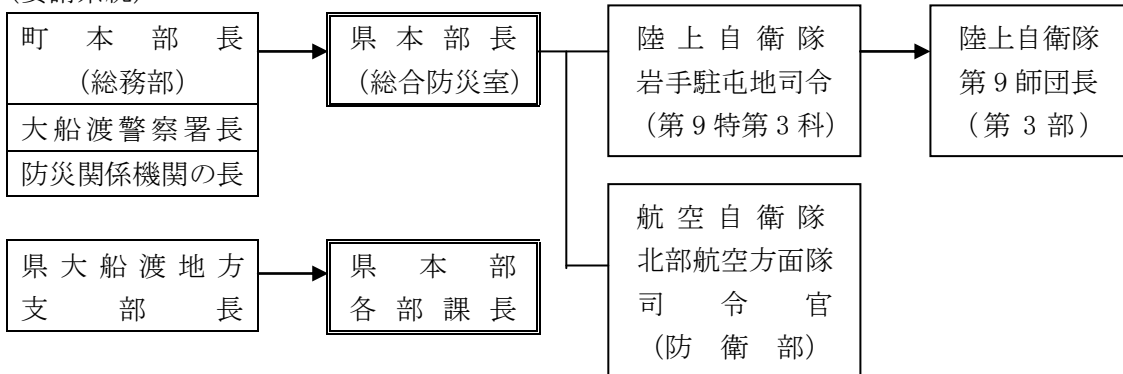 町本部長
(総務部)
大船渡警察署長
防災関係機関の長
県本部長
(総合防災室)
陸上自衛隊
岩手駐屯地司令
(第9特第3科)
陸上自衛隊
第9師団長
(第3部)
航空自衛隊
北部航空方面隊
司令官
(防衛部)
県大船渡地方
支部長
県本部
各部課長